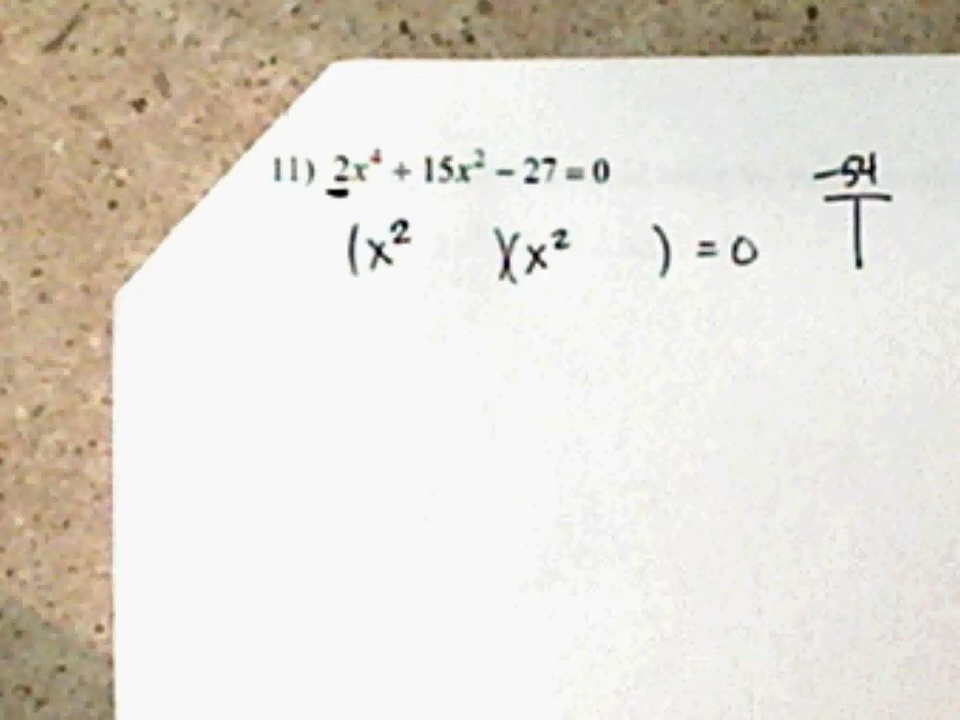 11) 2x⁴ + 15x² - 27 = 0
-54
(x² )(x² ) = 0